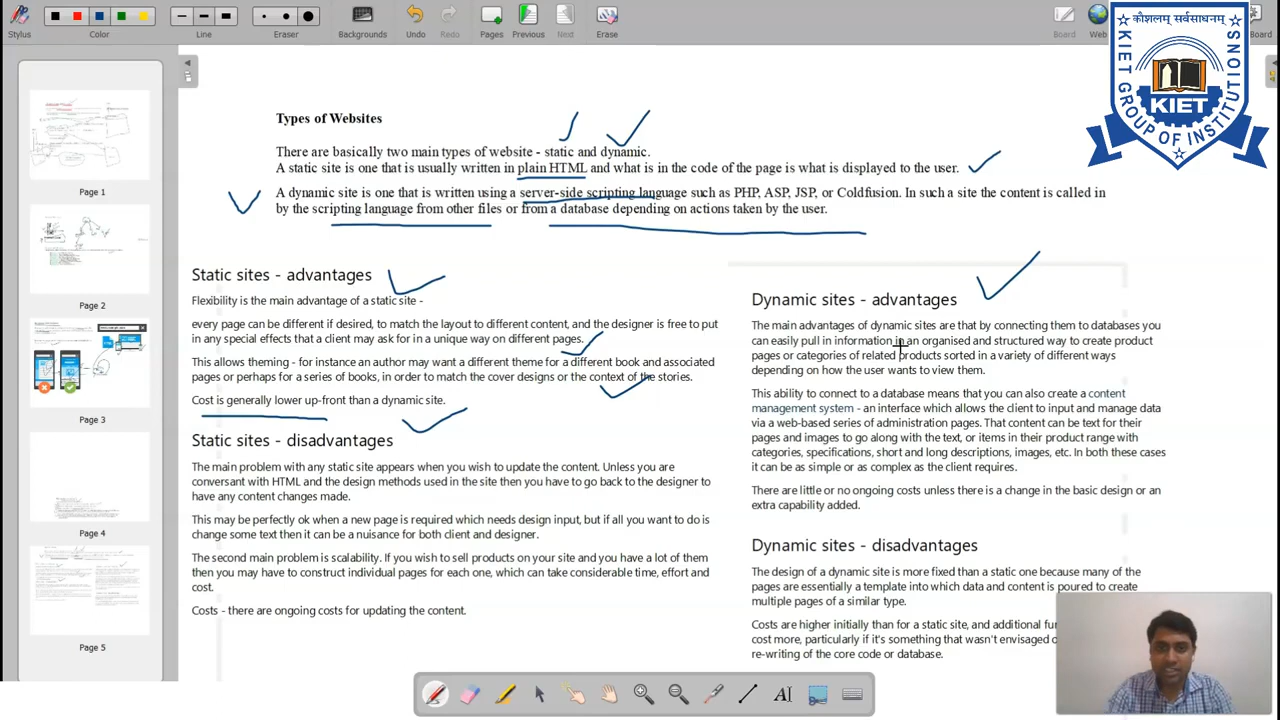 Stylus
Color
Line
Eraser
Backgrounds
Undo
Redo
Pages
Previous
Next
Erase
Board
Web
Board
कौशलम् सर्वसाधनम्
KIET
GROUP OF INSTITUTIONS
Page 1
Page 2
Page 3
Page 4
Page 5
Types of Websites
There are basically two main types of website - static and dynamic.
A static site is one that is usually written in plain HTML and what is in the code of the page is what is displayed to the user.
A dynamic site is one that is written using a server-side scripting language such as PHP, ASP, JSP, or Coldfusion. In such a site the content is called in
by the scripting language from other files or from a database depending on actions taken by the user.
Static sites - advantages
Flexibility is the main advantage of a static site -
every page can be different if desired, to match the layout to different content, and the designer is free to put
in any special effects that a client may ask for in a unique way on different pages.
This allows theming - for instance an author may want a different theme for a different book and associated
pages or perhaps for a series of books, in order to match the cover designs or the context of the stories.
Cost is generally lower up-front than a dynamic site.
Static sites - disadvantages
The main problem with any static site appears when you wish to update the content. Unless you are
conversant with HTML and the design methods used in the site then you have to go back to the designer to
have any content changes made.
This may be perfectly ok when a new page is required which needs design input, but if all you want to do is
change some text then it can be a nuisance for both client and designer.
The second main problem is scalability. If you wish to sell products on your site and you have a lot of them
then you may have to construct individual pages for each one, which can take considerable time, effort and
cost.
Costs - there are ongoing costs for updating the content.
Dynamic sites - advantages
The main advantages of dynamic sites are that by connecting them to databases you
can easily pull in information in an organised and structured way to create product
pages or categories of related products sorted in a variety of different ways
depending on how the user wants to view them.
This ability to connect to a database means that you can also create a content
management system - an interface which allows the client to input and manage data
via a web-based series of administration pages. That content can be text for their
pages and images to go along with the text, or items in their product range with
categories, specifications, short and long descriptions, images, etc. In both these cases
it can be as simple or as complex as the client requires.
There are little or no ongoing costs unless there is a change in the basic design or an
extra capability added.
Dynamic sites - disadvantages
The design of a dynamic site is more fixed than a static one because many of the
pages are essentially a template into which data and content is poured to create
multiple pages of a similar type.
Costs are higher initially than for a static site, and additional
cost more, particularly if it's something that wasn't envisaged
re-writing of the core code or database.